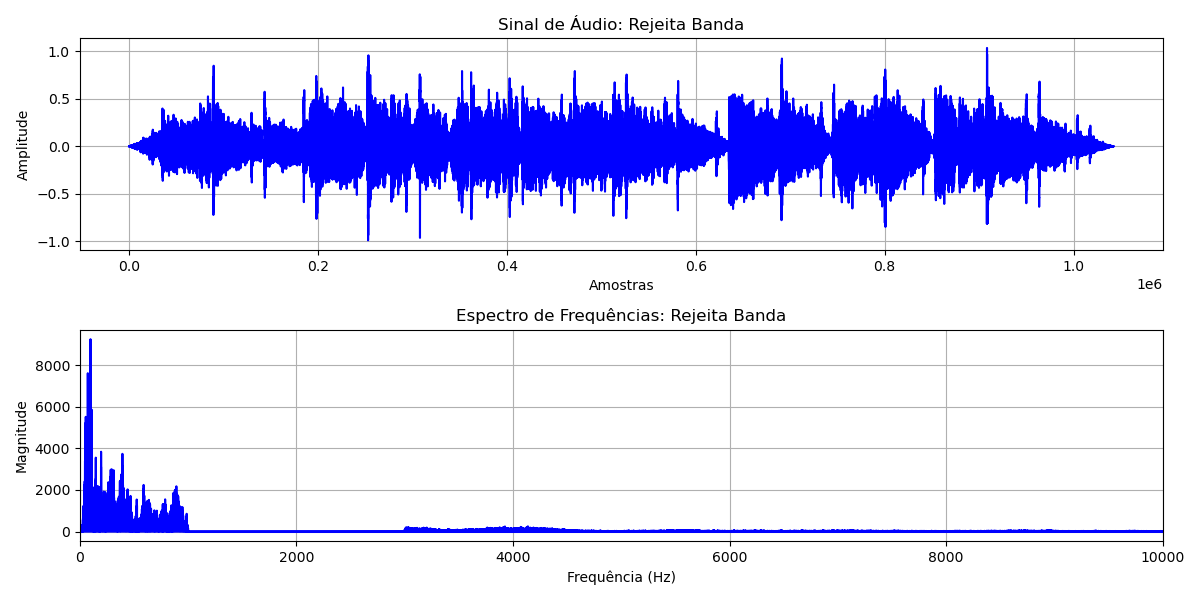 Sinal de Áudio: Rejeita Banda
Amplitude
1.0
0.5
0.0
−0.5
−1.0
0.0 0.2 0.4 0.6 0.8 1.0
1e6
Amostras
Espectro de Frequências: Rejeita Banda
Magnitude
8000
6000
4000
2000
0
0 2000 4000 6000 8000 10000
Frequência (Hz)